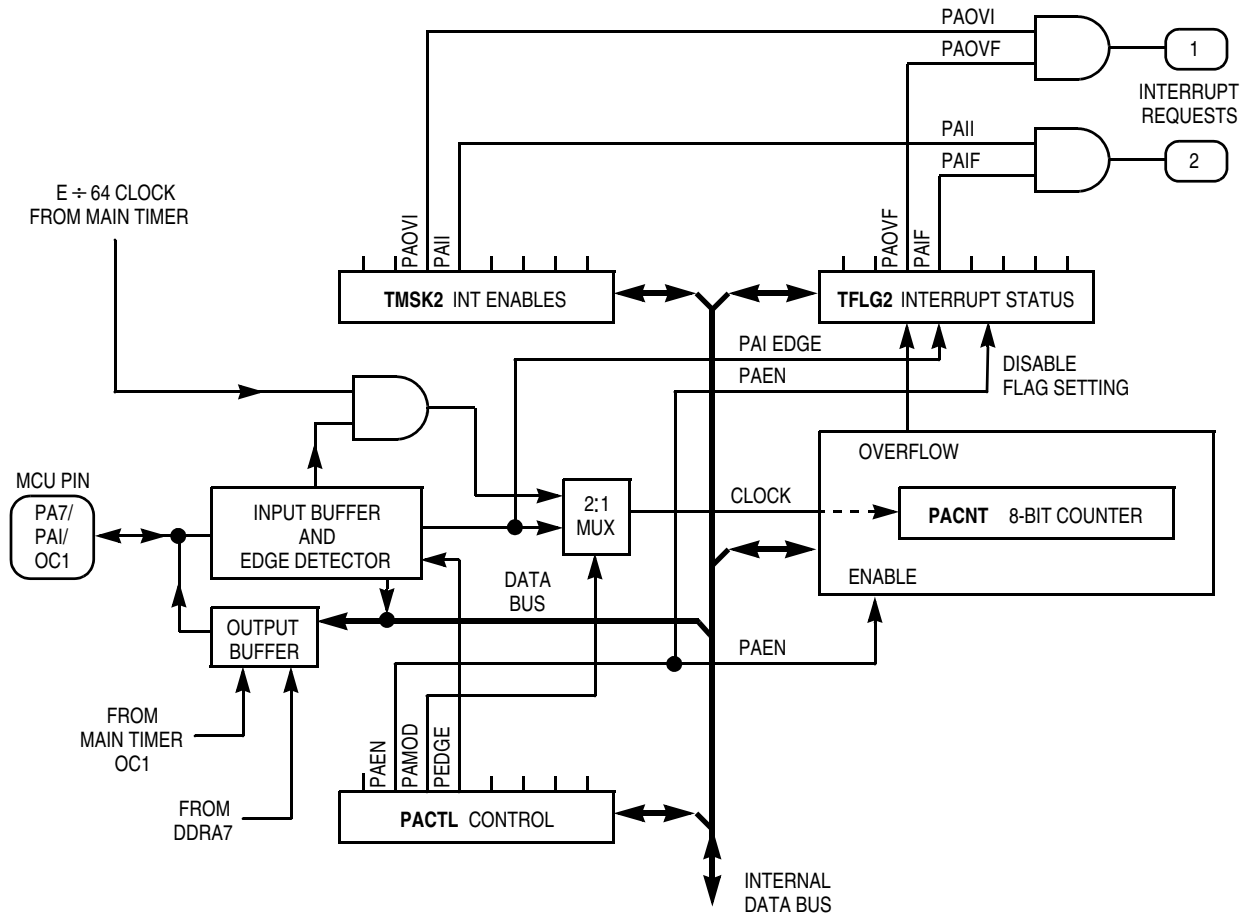 PAOVI
1
PAOVF
INTERRUPT
REQUESTS
PAII
2
PAIF
E ÷ 64 CLOCK
FROM MAIN TIMER
PAOVI
PAII
PAOVF
PAIF
TMSK2 INT ENABLES
TFLG2 INTERRUPT STATUS
PAI EDGE
PAEN
DISABLE
FLAG SETTING
OVERFLOW
MCU PIN
PA7/
PAI/
OC1
INPUT BUFFER
AND
EDGE DETECTOR
2:1
MUX
CLOCK
PACNT 8-BIT COUNTER
ENABLE
DATA
BUS
OUTPUT
BUFFER
PAEN
FROM
MAIN TIMER
OC1
PAEN
PAMOD
PEDGE
FROM
DDRA7
PACTL CONTROL
INTERNAL
DATA BUS